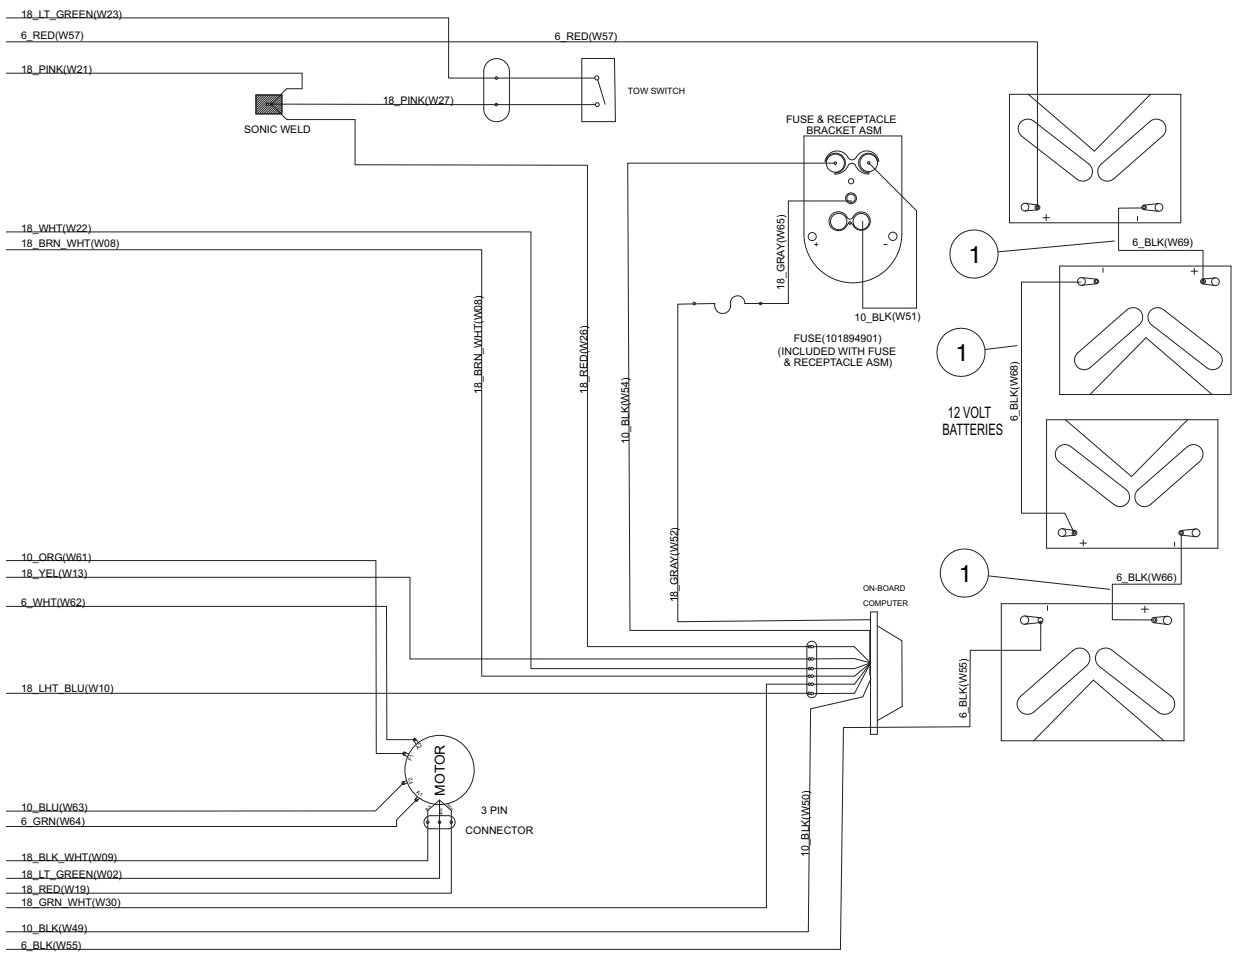 18_LT_GREEN(W23)
6_RED(W57)
6_RED(W57)
18_PINK(W21)
18_PINK(W27)
SONIC WELD
TOW SWITCH
FUSE & RECEPTACLE
BRACKET ASM
+
-
18_GRAY(W65)
10_BLK(W51)
FUSE(101894901)
(INCLUDED WITH FUSE
& RECEPTACLE ASM)
+
-
1
6_BLK(W69)
-
+
1
6_BLK(W68)
12 VOLT
BATTERIES
+
-
1
6_BLK(W66)
-
+
6_BLK(W55)
18_WHT(W22)
18_BRN_WHT(W08)
18_BRN_WHT(W08)
18_RED(W26)
10_BLK(W54)
18_GRAY(W52)
ON-BOARD
COMPUTER
10_ORG(W61)
18_YEL(W13)
6_WHT(W62)
18_LHT_BLU(W10)
MOTOR
A2
F1
F2
A1
3 PIN
CONNECTOR
10_BLU(W63)
6_GRN(W64)
18_BLK_WHT(W09)
18_LT_GREEN(W02)
18_RED(W19)
18_GRN_WHT(W30)
10_BLK(W50)
10_BLK(W49)
6_BLK(W55)